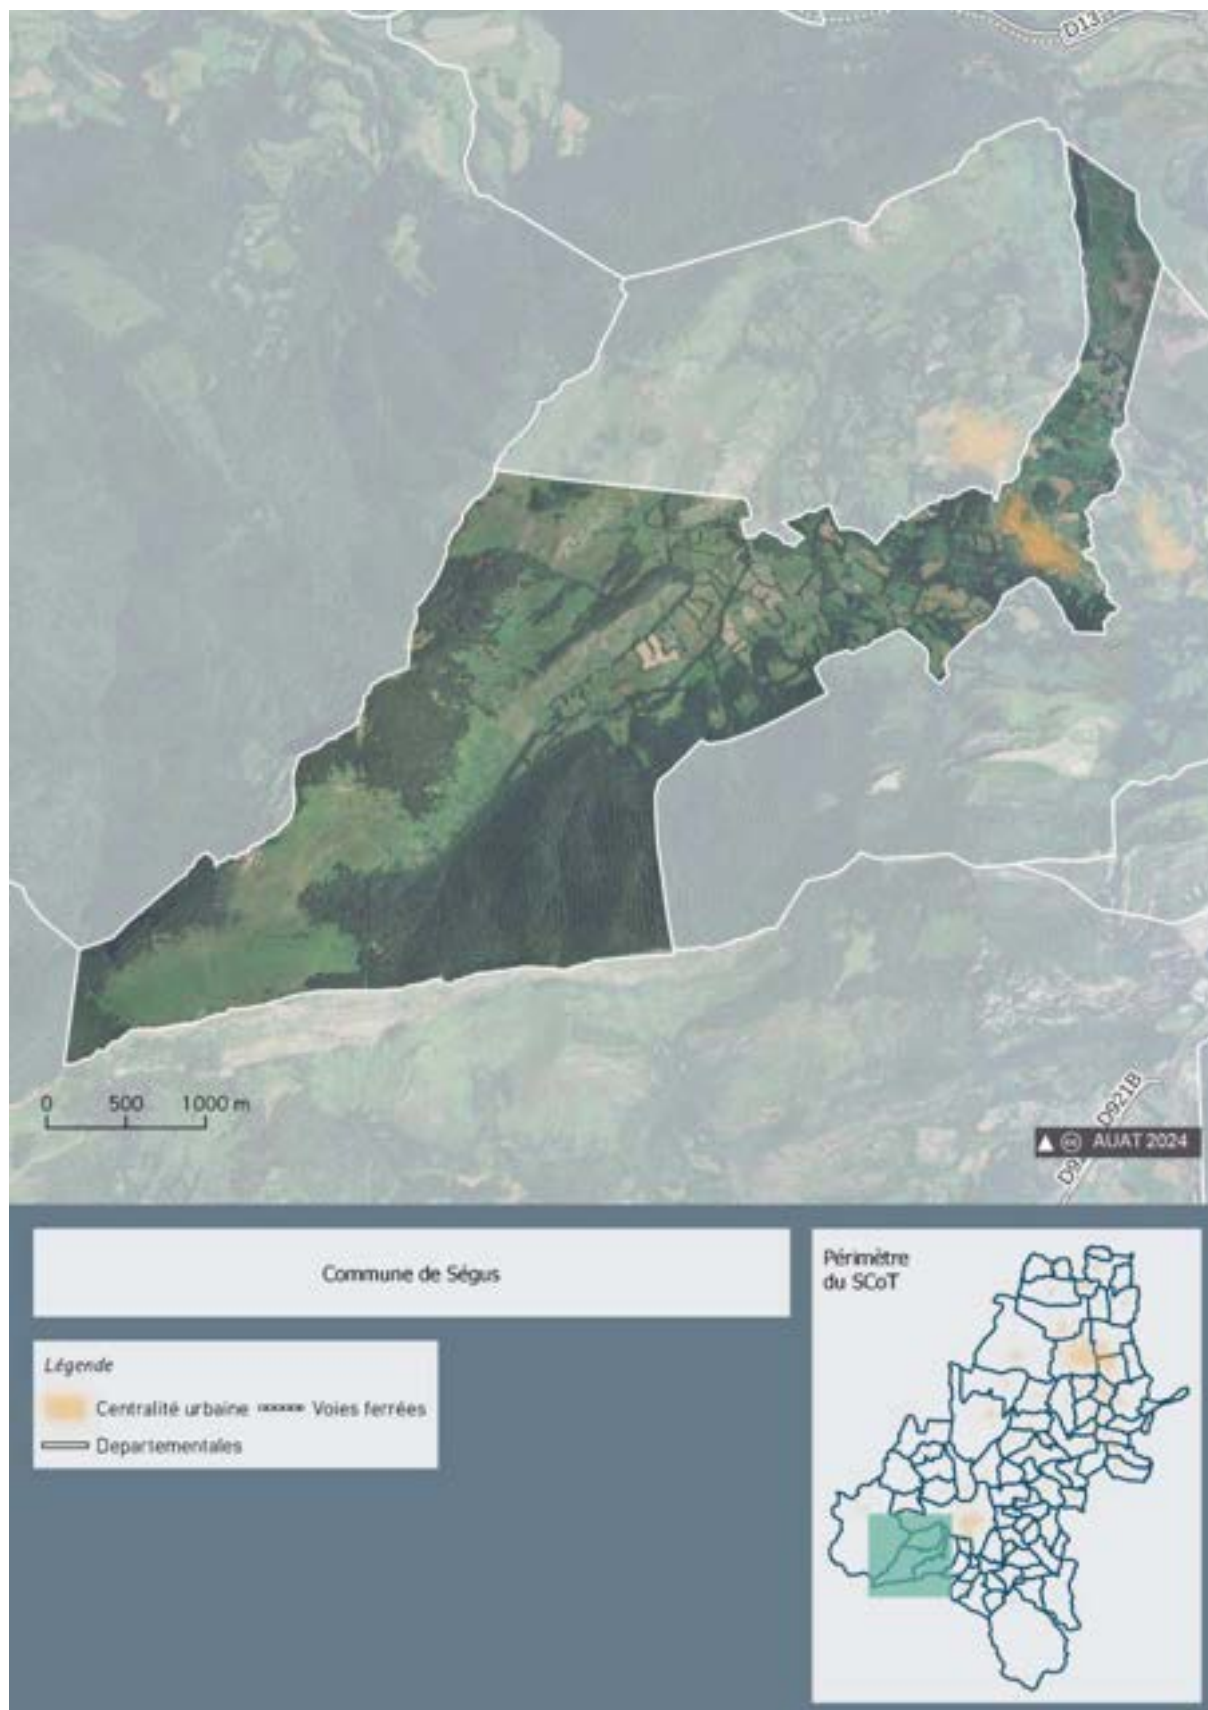 D13
0 500 1000 m
D921B
D9
AUAT 2024
Commune de Ségus
Périmètre
du SCoT
Légende
Centralité urbaine
Voies ferrées
Departementales